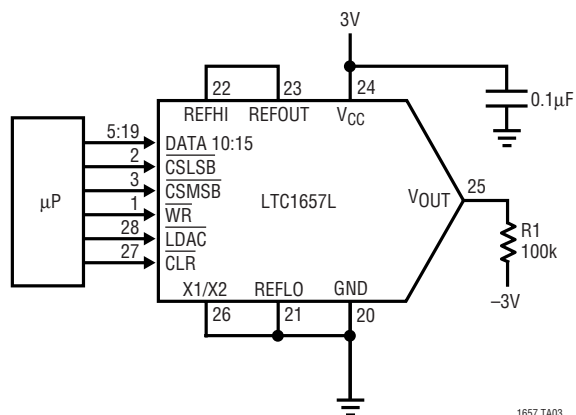 3V
22
23
24
0.1µF
REFHI
REFOUT
VCC
5:19
DATA 10:15
2
CSLSB
3
CSMSB
µP
LTC1657L
1
WR
28
LDAC
27
CLR
VOUT
25
R1
100k
–3V
X1/X2
REFLO
GND
26
21
20
1657 TA03